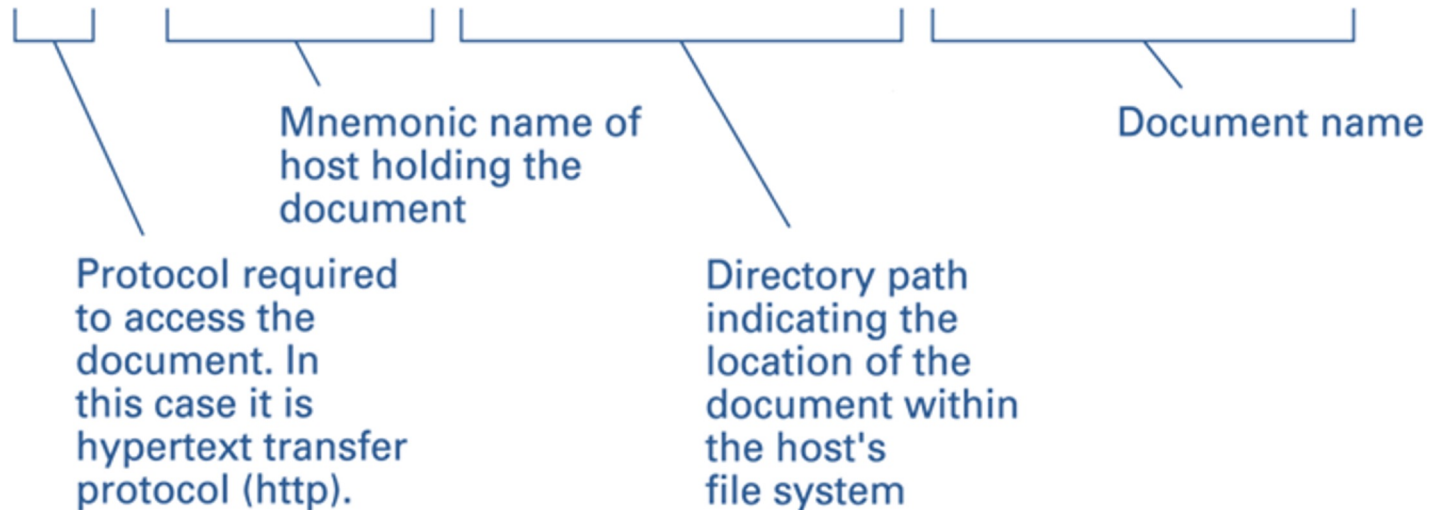 Mnemonic name of
host holding the
document
Document name
Protocol required
to access the
document. In
this case it is
hypertext transfer
protocol (http).
Directory path
indicating the
location of the
document within
the host's
file system